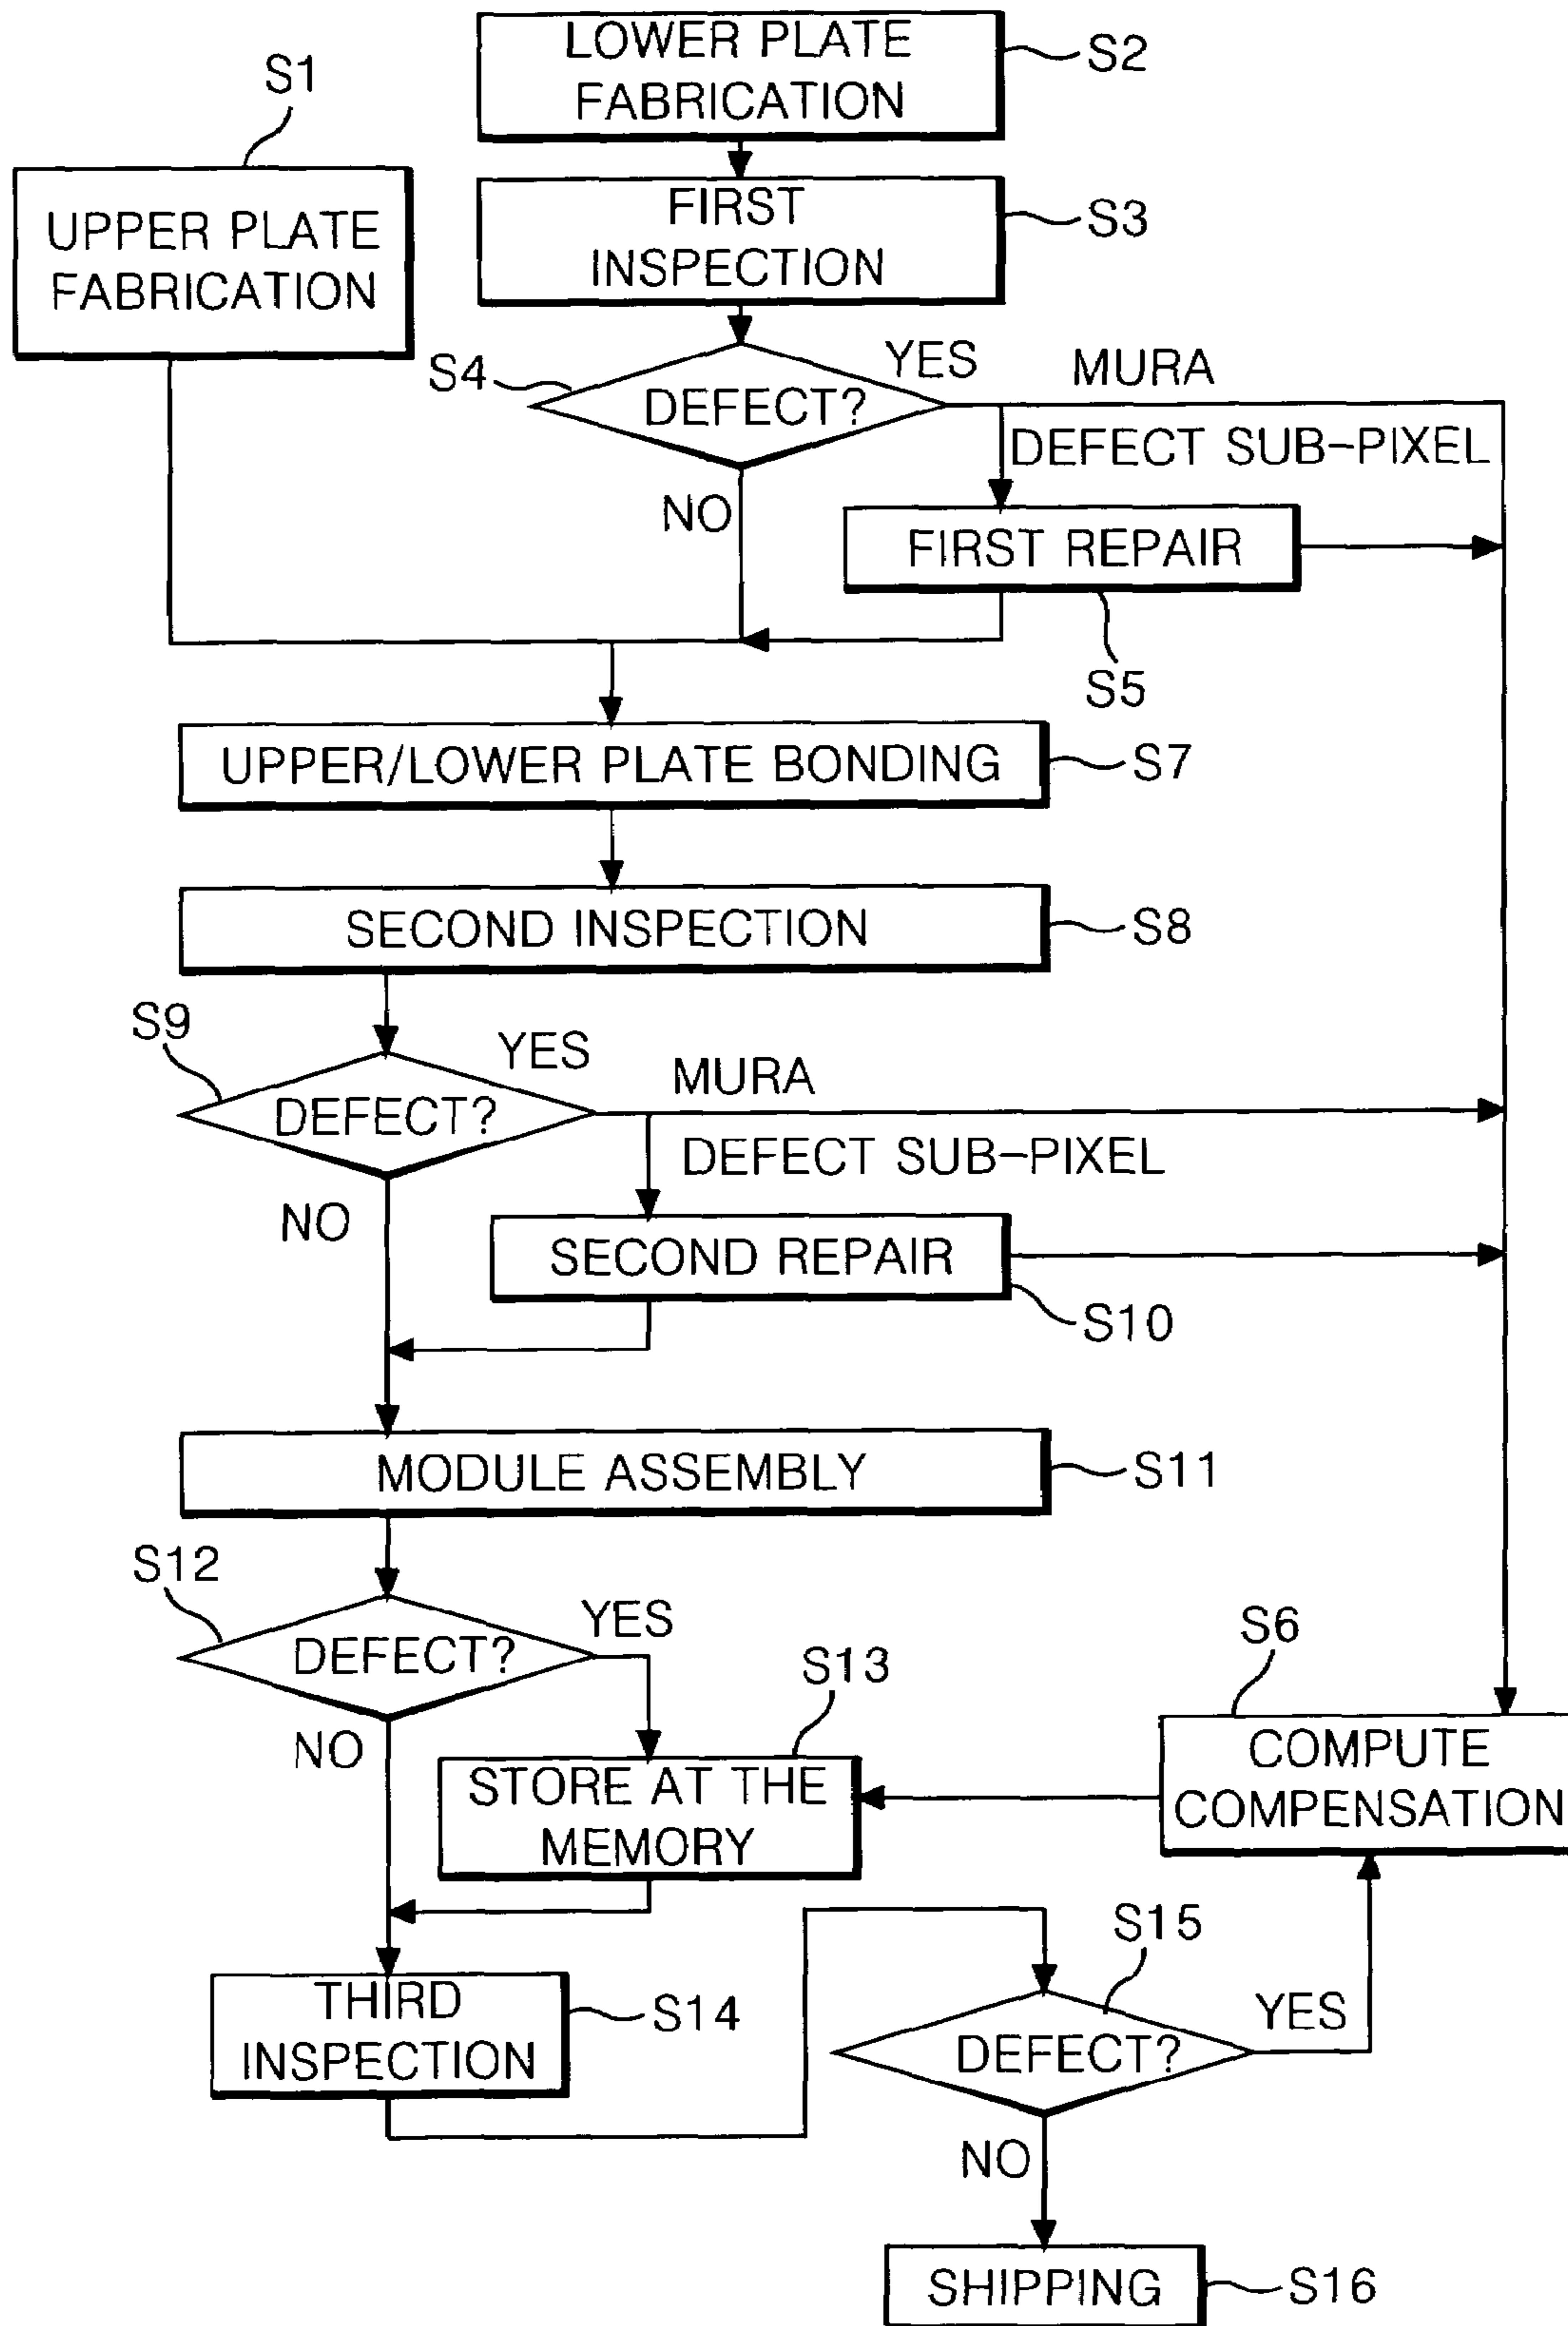 LOWER PLATE
FABRICATION
S2
S1
UPPER PLATE
FABRICATION
FIRST
INSPECTION
S3
S4
DEFECT?
YES
MURA
DEFECT SUB-PIXEL
NO
FIRST REPAIR
S5
UPPER/LOWER PLATE BONDING
S7
SECOND INSPECTION
S8
S9
DEFECT?
YES
MURA
DEFECT SUB-PIXEL
NO
SECOND REPAIR
S10
MODULE ASSEMBLY
S11
S12
DEFECT?
YES
NO
S13
STORE AT THE
MEMORY
S6
COMPUTE
COMPENSATION
THIRD
INSPECTION
S14
S15
DEFECT?
YES
NO
SHIPPING
S16